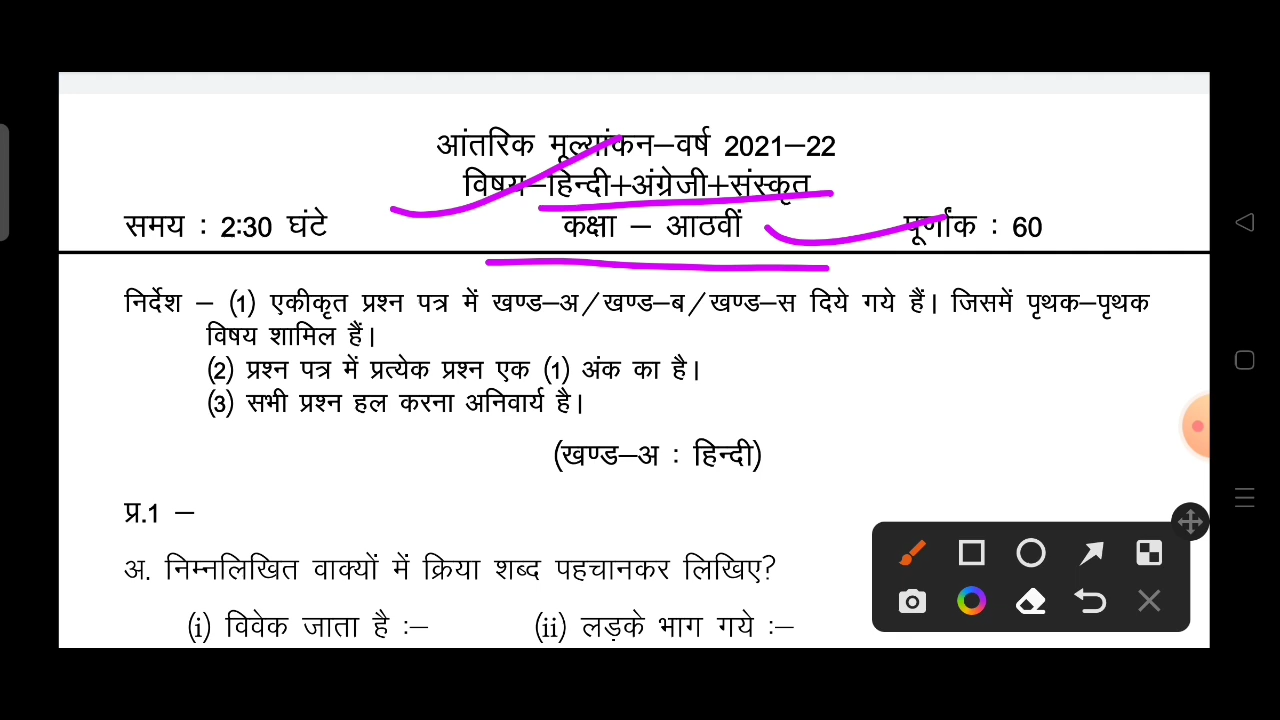 आंतरिक मूल्यांकन–वर्ष 2021–22
विषय–हिन्दी+अंग्रेजी+संस्कृत
समय : 2:30 घंटे कक्षा – आठवीं पूर्णांक : 60
निर्देश – (1) एकीकृत प्रश्न पत्र में खण्ड–अ/खण्ड–ब/खण्ड–स दिये गये हैं। जिसमें पृथक–पृथक
विषय शामिल हैं।
(2) प्रश्न पत्र में प्रत्येक प्रश्न एक (1) अंक का है।
(3) सभी प्रश्न हल करना अनिवार्य है।
(खण्ड–अ : हिन्दी)
प्र.1 –
अ. निम्नलिखित वाक्यों में क्रिया शब्द पहचानकर लिखिए?
(i) विवेक जाता है :– (ii) लड़के भाग गये :–